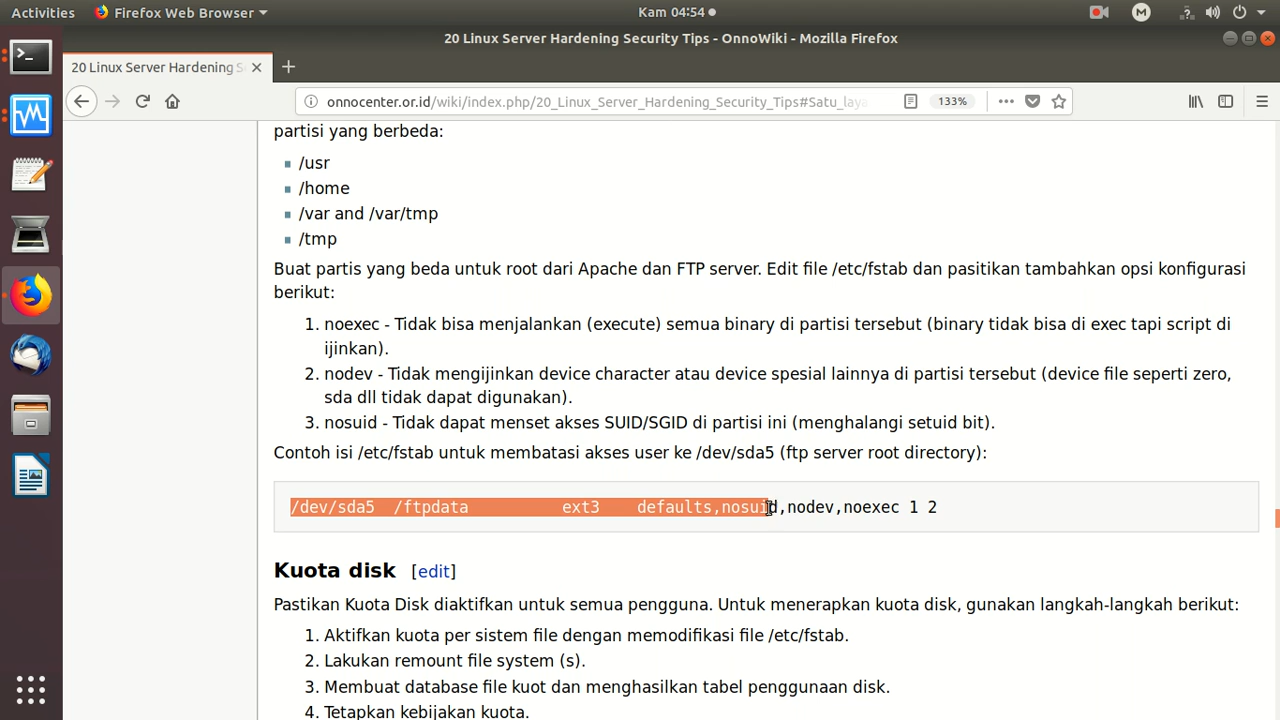 Activities
Firefox Web Browser
Kam 04:54
M
20 Linux Server Hardening Security Tips - OnnoWiki - Mozilla Firefox
20 Linux Server Hardening S
onnocenter.or.id/wiki/index.php/20_Linux_Server_Hardening_Security_Tips#Satu_laya
133%
partisi yang berbeda:
/usr
/home
/var and /var/tmp
/tmp
Buat partis yang beda untuk root dari Apache dan FTP server. Edit file /etc/fstab dan pasitikan tambahkan opsi konfigurasi
berikut:
1. noexec - Tidak bisa menjalankan (execute) semua binary di partisi tersebut (binary tidak bisa di exec tapi script di
ijinkan).
2. nodev - Tidak mengijinkan device character atau device spesial lainnya di partisi tersebut (device file seperti zero,
sda dll tidak dapat digunakan).
3. nosuid - Tidak dapat menset akses SUID/SGID di partisi ini (menghalangi setuid bit).
Contoh isi /etc/fstab untuk membatasi akses user ke /dev/sda5 (ftp server root directory):
/dev/sda5  /ftpdata          ext3    defaults,nosuid,nodev,noexec 1 2
Kuota disk [edit]
Pastikan Kuota Disk diaktifkan untuk semua pengguna. Untuk menerapkan kuota disk, gunakan langkah-langkah berikut:
1. Aktifkan kuota per sistem file dengan memodifikasi file /etc/fstab.
2. Lakukan remount file system (s).
3. Membuat database file kuot dan menghasilkan tabel penggunaan disk.
4. Tetapkan kebijakan kuota.